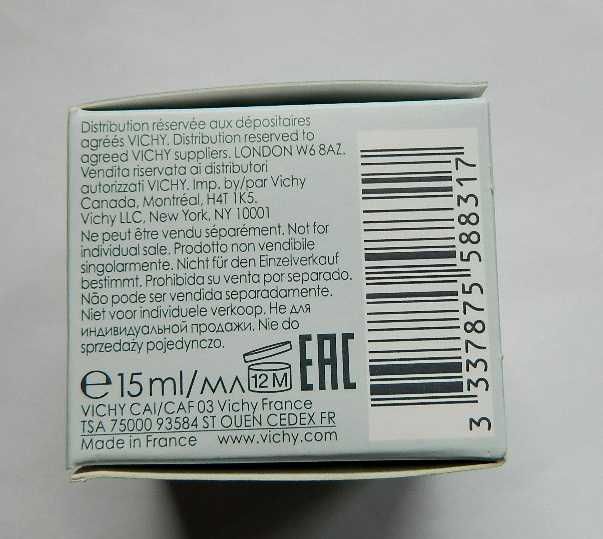 Distribution réservée aux dépositaires
agréés VICHY. Distribution reserved to
agreed VICHY suppliers. LONDON W6 8AZ.
Vendita riservata ai distributori
autorizzati VICHY. Imp. by/par Vichy
Canada, Montréal, H4T 1K5.
Vichy LLC, New York, NY 10001
Ne peut être vendu séparément. Not for
individual sale. Prodotto non vendibile
singolarmente. Nicht für den Einzelverkauf
bestimmt. Prohibida su venta por separado.
Não pode ser vendida separadamente.
Niet voor individuele verkoop. Не для
индивидуальной продажи. Nie do
sprzedaży pojedynczo.
e 15ml/мл 12 M EAC
VICHY CAI/CAF 03 Vichy France
TSA 75000 93584 ST OUEN CEDEX FR
Made in France www.vichy.com
3 337875 588317